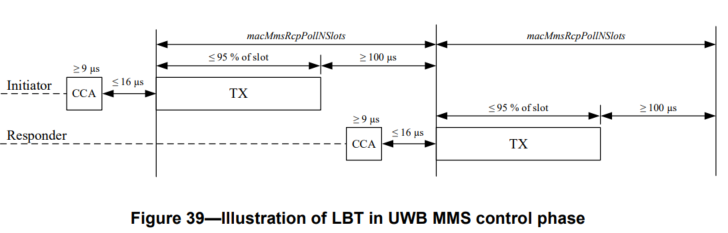 macMmsRcpPollNSlots macMmsRcpPollNSlots
≤ 95 % of slot ≥ 100 μs
≥ 9 μs
≤ 16 μs
Initiator CCA TX
≥ 9 μs ≤ 95 % of slot ≥ 100 μs
≤ 16 μs
Responder CCA TX
Figure 39—Illustration of LBT in UWB MMS control phase